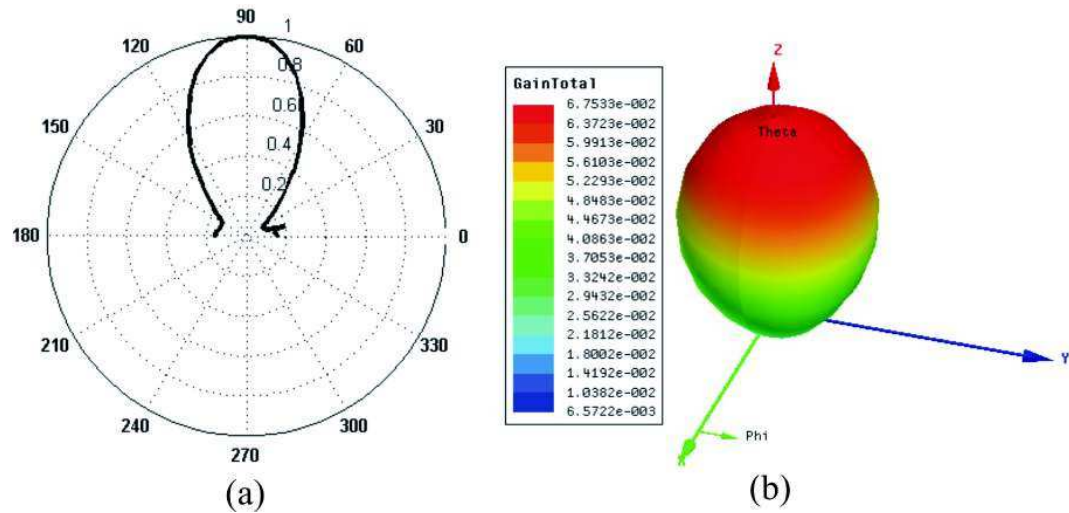 90
1
120
60
0.8
0.6
150
30
0.4
0.2
180
0
210
330
240
300
270
(a)
GainTotal
6.7533e-002
6.3723e-002
5.9913e-002
5.6103e-002
5.2293e-002
4.8483e-002
4.4673e-002
4.0863e-002
3.7053e-002
3.3242e-002
2.9432e-002
2.5622e-002
2.1812e-002
1.8002e-002
1.4192e-002
1.0382e-002
6.5722e-003
Z
Theta
Y
Phi
X
(b)